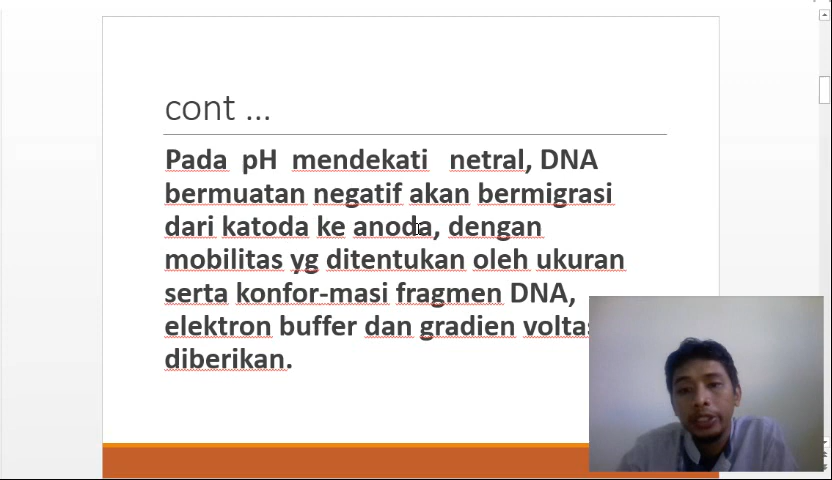 cont ...
Pada pH mendekati netral, DNA
bermuatan negatif akan bermigrasi
dari katoda ke anoda, dengan
mobilitas yg ditentukan oleh ukuran
serta konfor-masi fragmen DNA,
elektron buffer dan gradien
diberikan.